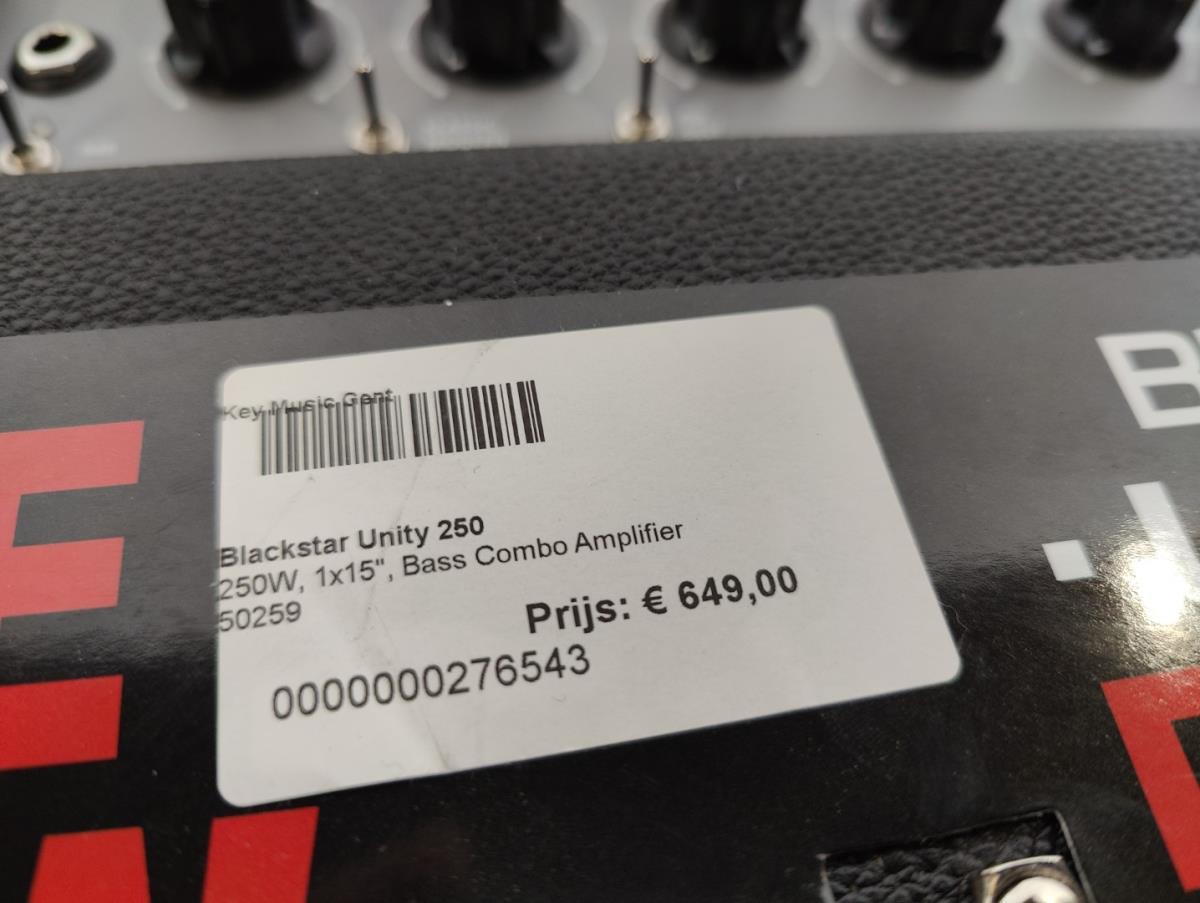 Key Music Gent
Blackstar Unity 250
250W, 1x15", Bass Combo Amplifier
50259
Prijs: € 649,00
0000000276543